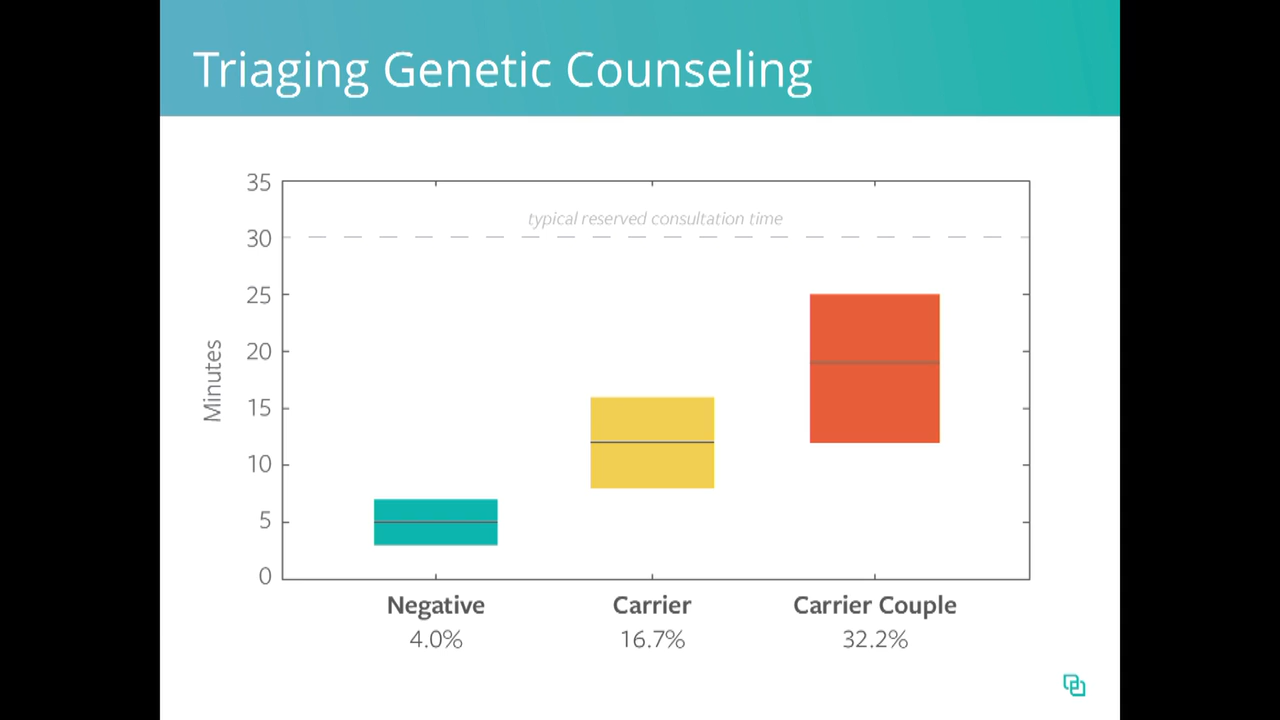 Triaging Genetic Counseling
35
typical reserved consultation time
30
25
20
15
10
5
0
Minutes
Negative Carrier Carrier Couple
4.0% 16.7% 32.2%